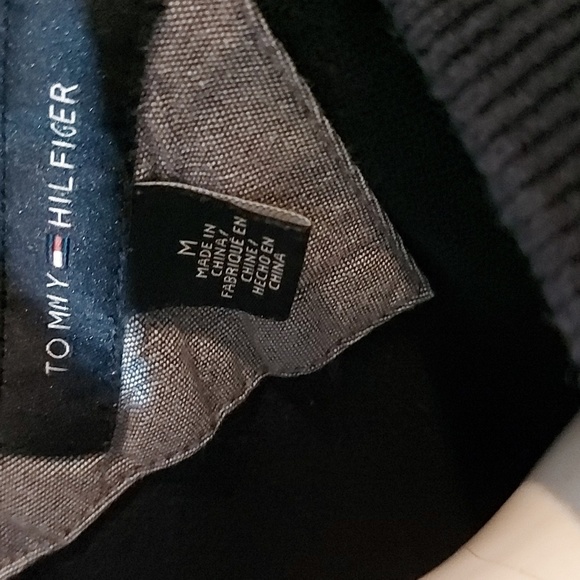 TOMMY HILFIGER
M
MADE IN
CHINA/
FABRIQUÉ EN
CHINE/
HECHO EN
CHINA